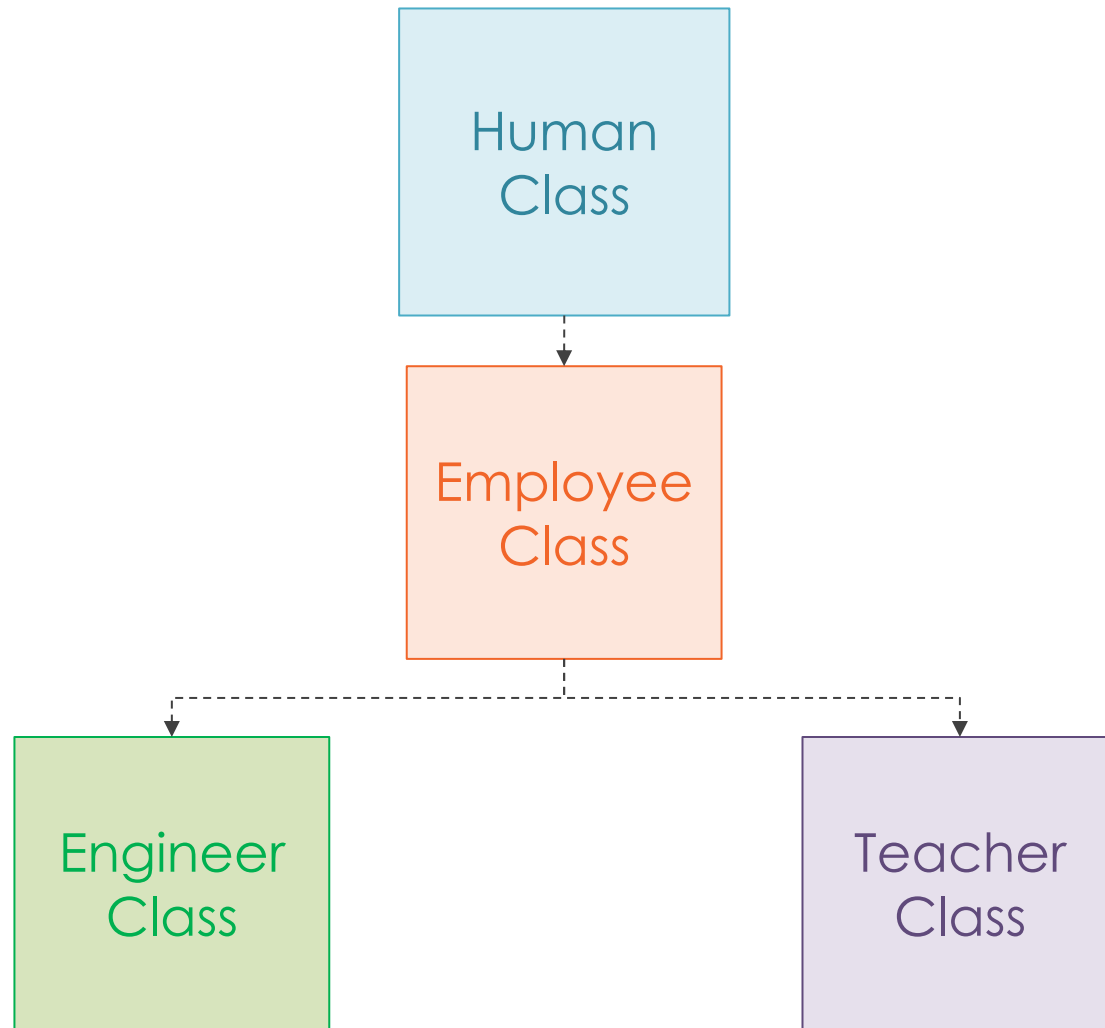 Human
Class
Employee
Class
Engineer
Class
Teacher
Class